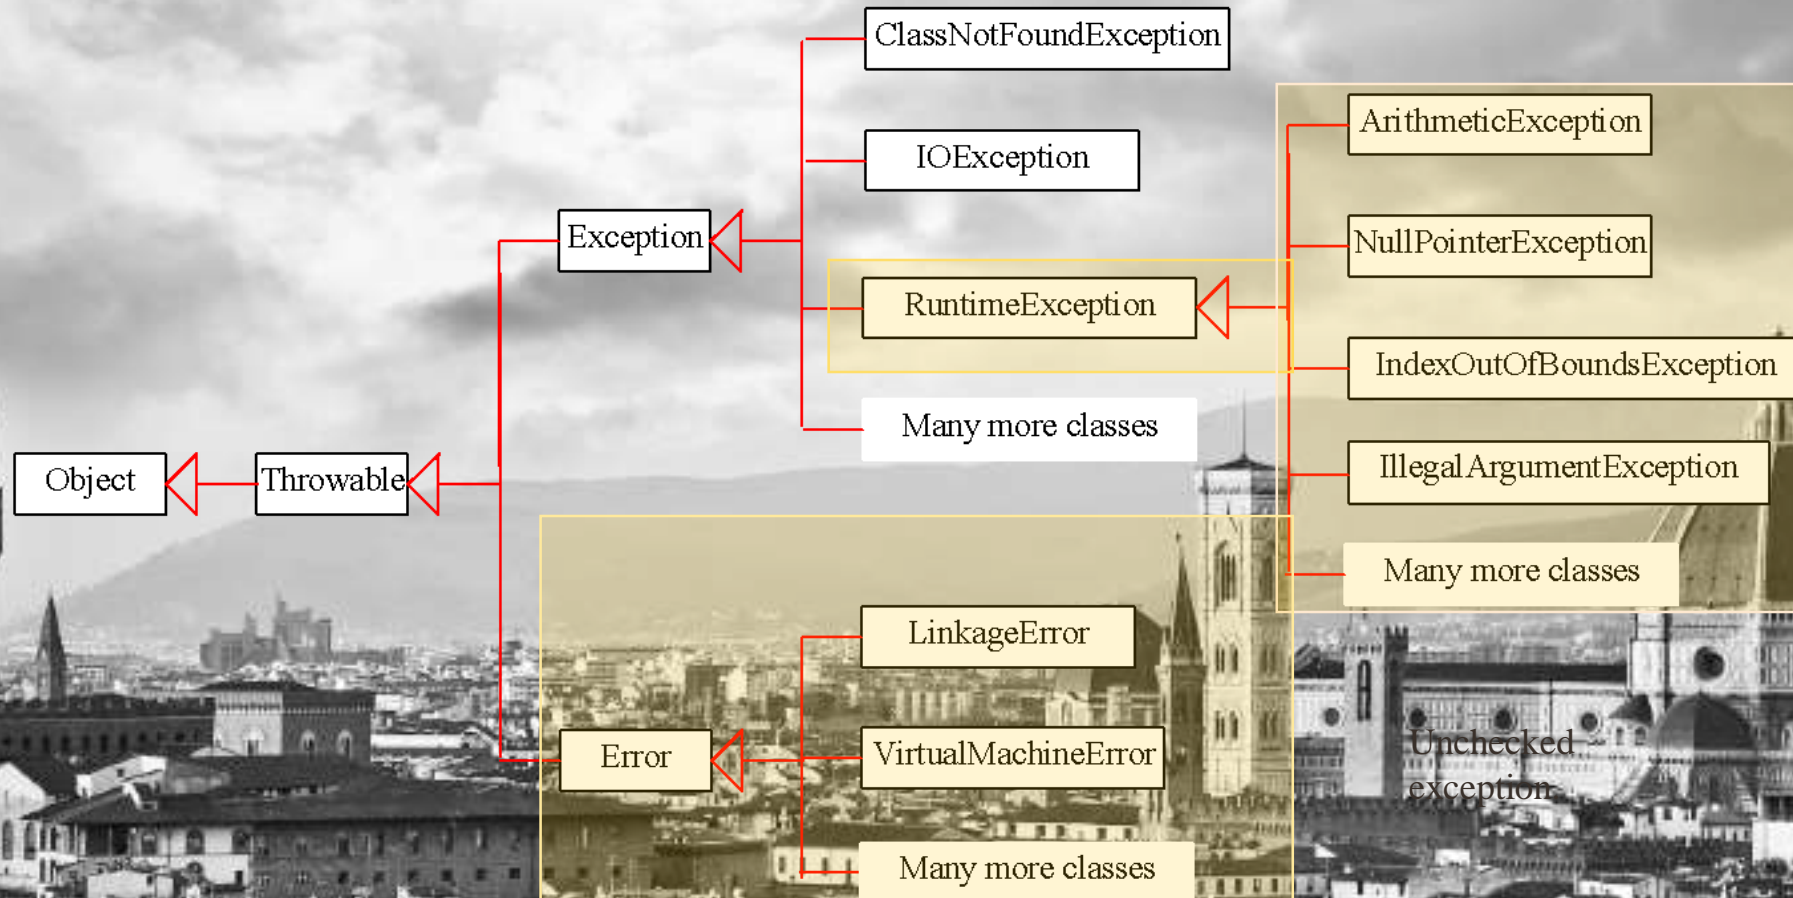 ClassNotFoundException
IOException
Exception
RuntimeException
Many more classes
ArithmeticException
NullPointerException
IndexOutOfBoundsException
IllegalArgumentException
Many more classes
Object
Throwable
LinkageError
Error
VirtualMachineError
Many more classes
Unchecked
exception